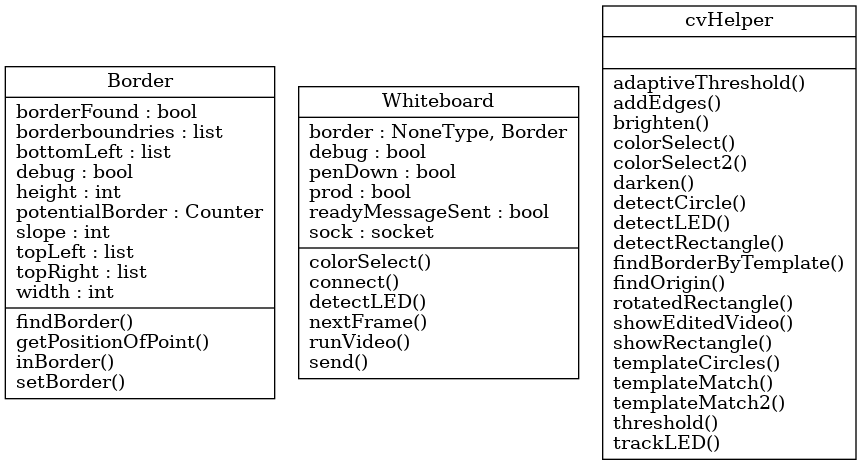 Border
borderFound : bool
borderboundries : list
bottomLeft : list
debug : bool
height : int
potentialBorder : Counter
slope : int
topLeft : list
topRight : list
width : int
findBorder()
getPositionOfPoint()
inBorder()
setBorder()
Whiteboard
border : NoneType, Border
debug : bool
penDown : bool
prod : bool
readyMessageSent : bool
sock : socket
colorSelect()
connect()
detectLED()
nextFrame()
runVideo()
send()
cvHelper
adaptiveThreshold()
addEdges()
brighten()
colorSelect()
colorSelect2()
darken()
detectCircle()
detectLED()
detectRectangle()
findBorderByTemplate()
findOrigin()
rotatedRectangle()
showEditedVideo()
showRectangle()
templateCircles()
templateMatch()
templateMatch2()
threshold()
trackLED()